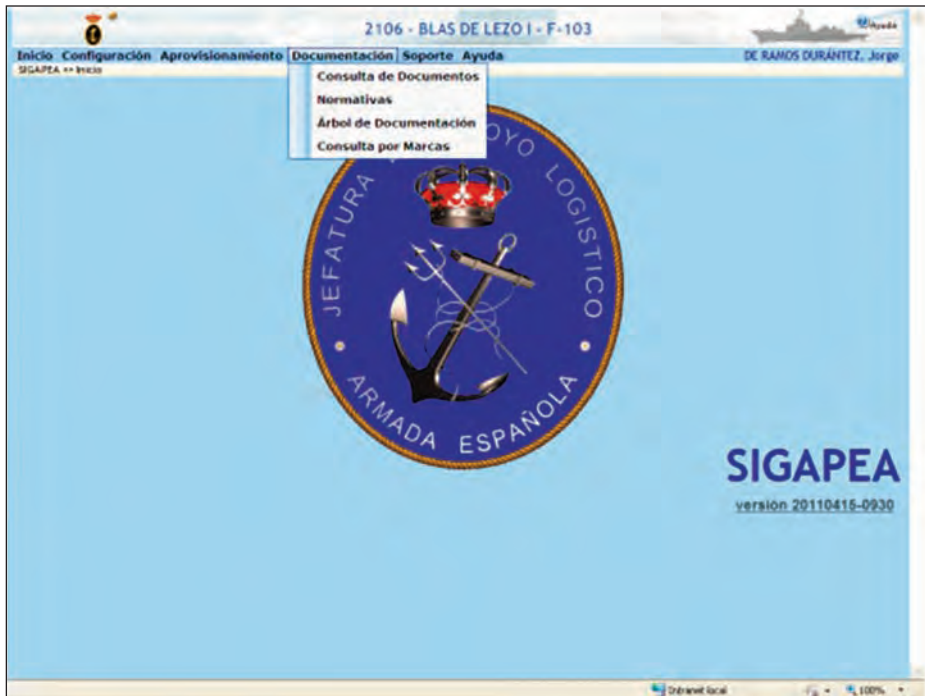 2106 - BLAS DE LEZO I - F-103
Ayuda
Inicio Configuración Aprovisionamiento Documentación Soporte Ayuda
DE RAMOS DURÁNTEZ, Jorge
SIGAPEA >> Inicio
Consulta de Documentos
Normativas
Árbol de Documentación
Consulta por Marcas
JEFATURA APOYO LOGISTICO
ARMADA ESPAÑOLA
SIGAPEA
versión 20110415-0930
Intranet local
100%